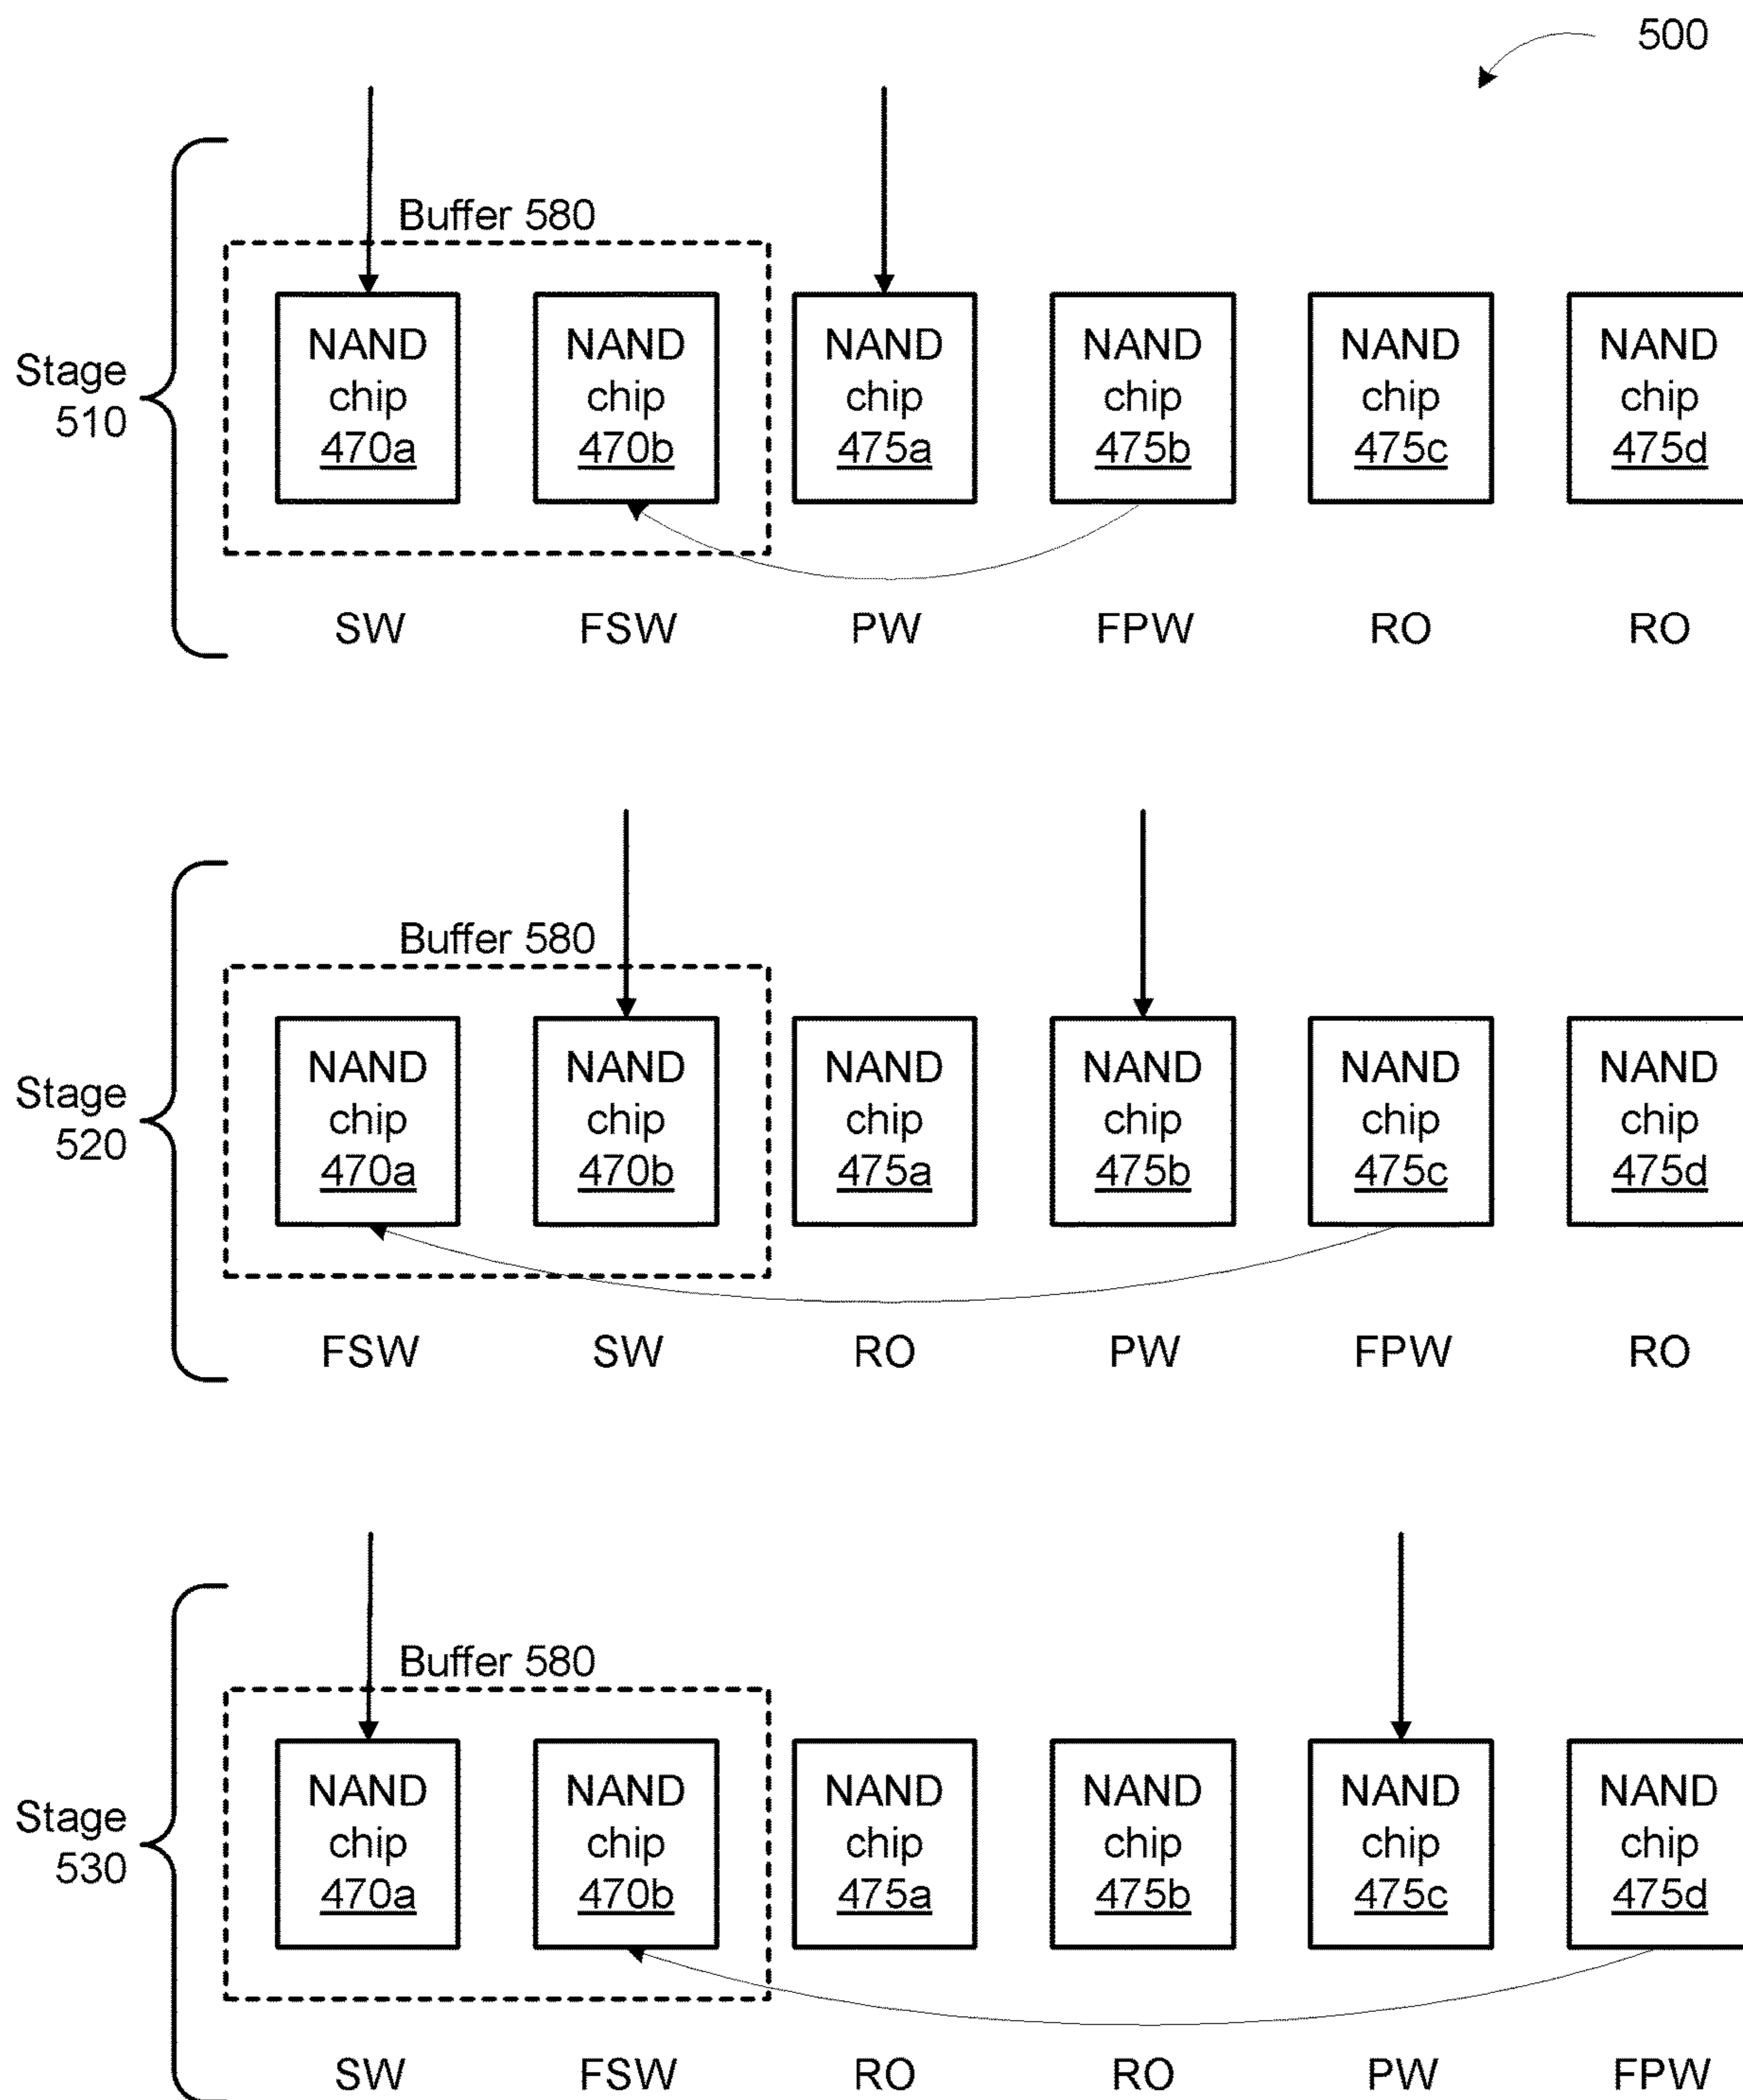 500
Buffer 580
Stage
510
NAND chip 470a
NAND chip 470b
NAND chip 475a
NAND chip 475b
NAND chip 475c
NAND chip 475d
SW FSW PW FPW RO RO
Buffer 580
Stage
520
NAND chip 470a
NAND chip 470b
NAND chip 475a
NAND chip 475b
NAND chip 475c
NAND chip 475d
FSW SW RO PW FPW RO
Buffer 580
Stage
530
NAND chip 470a
NAND chip 470b
NAND chip 475a
NAND chip 475b
NAND chip 475c
NAND chip 475d
SW FSW RO RO PW FPW